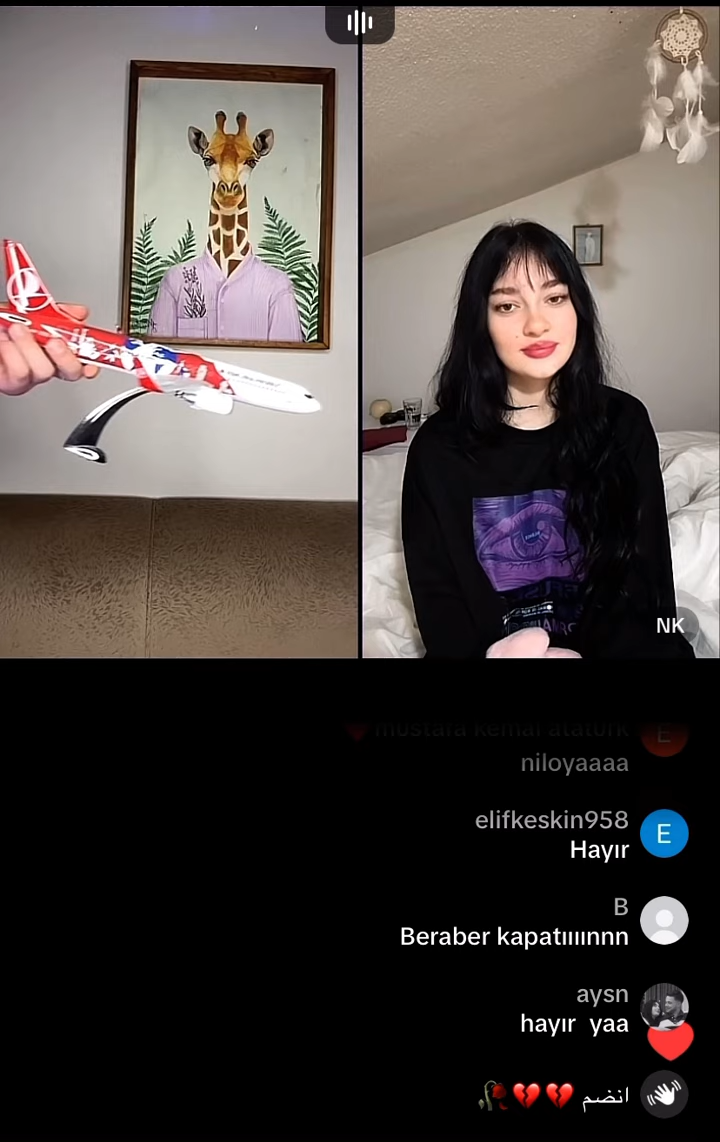 NK
mustafa kemal atatürk
niloyaaaa
E
elifkeskin958
E
Hayır
B
Beraber kapatıııınnn
aysn
hayır yaa
انضم 💔💔🥀